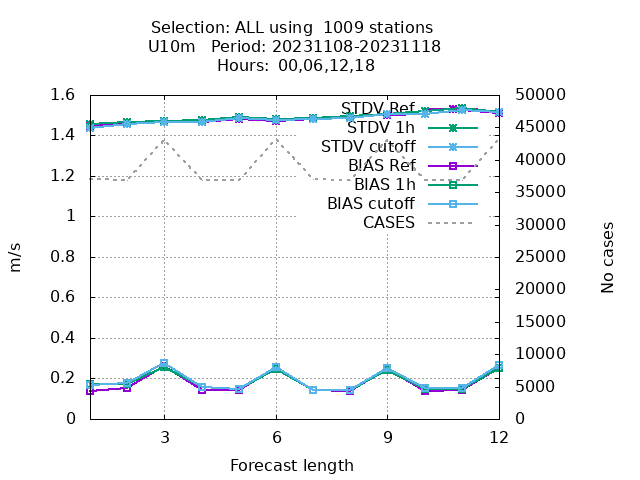 Selection: ALL using  1009 stations
U10m   Period: 20231108-20231118
Hours:  00,06,12,18
1.6
1.4
1.2
1
0.8
0.6
0.4
0.2
0
m/s
STDV Ref
STDV 1h
STDV cutoff
BIAS Ref
BIAS 1h
BIAS cutoff
CASES
50000
45000
40000
35000
30000
25000
20000
15000
10000
5000
0
No cases
3 6 9 12
Forecast length